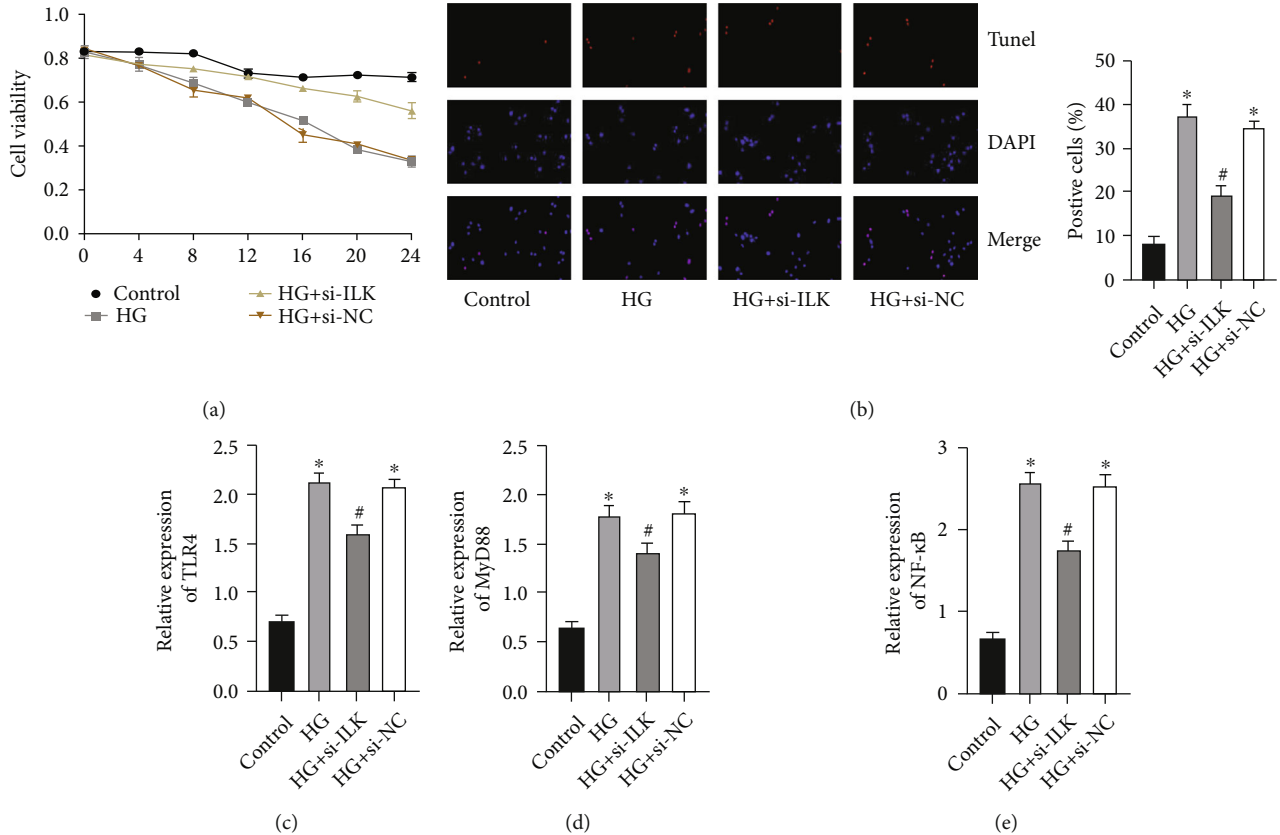 1.0
0.8
0.6
0.4
0.2
0.0
Cell viability
0 4 8 12 16 20 24
Control
HG
HG+si-ILK
HG+si-NC
(a)
Tunel
DAPI
Merge
Control HG HG+si-ILK HG+si-NC
50
40
30
20
10
0
Postive cells (%)
* # *
Control
HG
HG+si-ILK
HG+si-NC
(b)
2.5
2.0
1.5
1.0
0.5
0.0
Relative expression
of TLR4
* # *
Control
HG
HG+si-ILK
HG+si-NC
(c)
2.5
2.0
1.5
1.0
0.5
0.0
Relative expression
of MyD88
* # *
Control
HG
HG+si-ILK
HG+si-NC
(d)
3
2
1
0
Relative expression
of NF-κB
* # *
Control
HG
HG+si-ILK
HG+si-NC
(e)